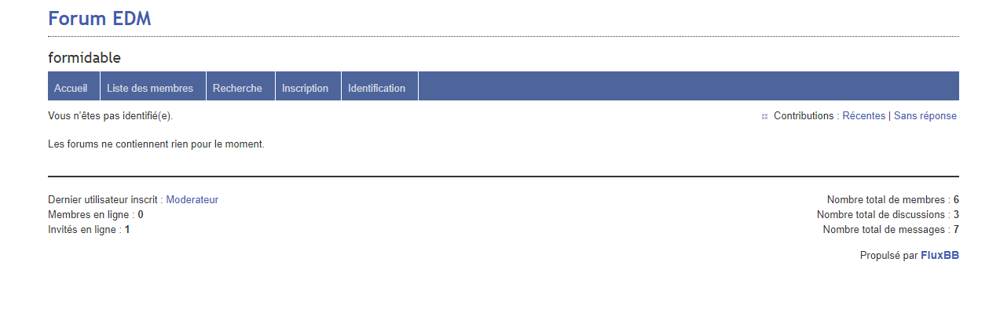 Forum EDM
formidable
Accueil Liste des membres Recherche Inscription Identification
Vous n'êtes pas identifié(e). Contributions : Récentes | Sans réponse
Les forums ne contiennent rien pour le moment.
Dernier utilisateur inscrit : Moderateur Nombre total de membres : 6
Membres en ligne : 0 Nombre total de discussions : 3
Invités en ligne : 1 Nombre total de messages : 7
Propulsé par FluxBB